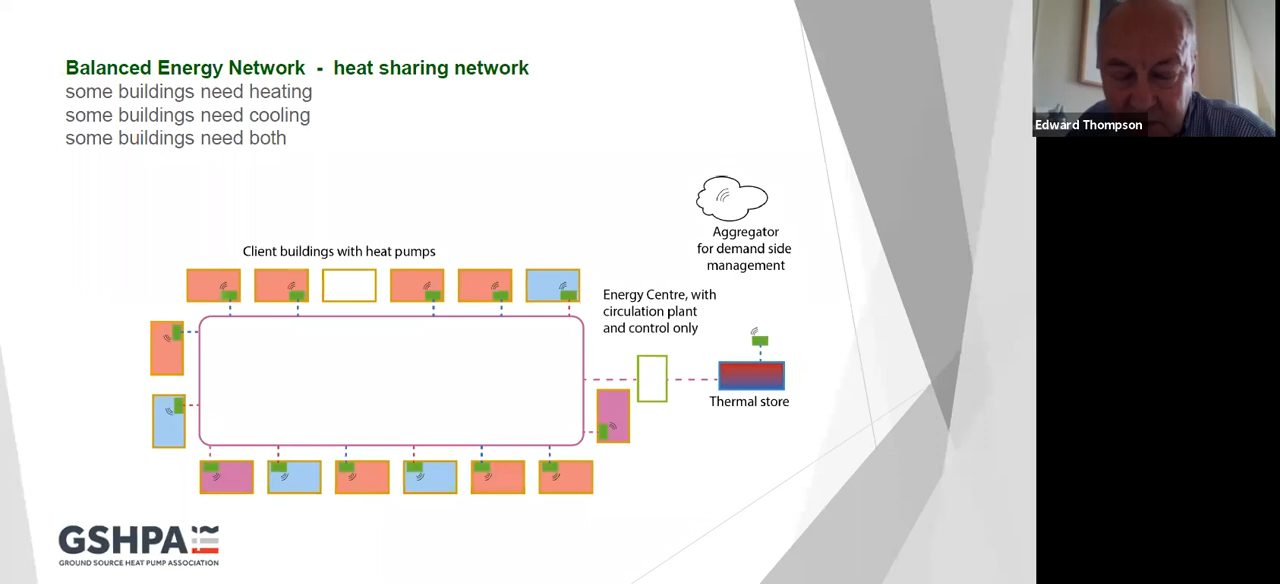 Balanced Energy Network - heat sharing network
some buildings need heating
some buildings need cooling
some buildings need both
Edward Thompson
Aggregator
for demand side
management
Client buildings with heat pumps
Energy Centre, with
circulation plant
and control only
Thermal store
GSHPA
GROUND SOURCE HEAT PUMP ASSOCIATION